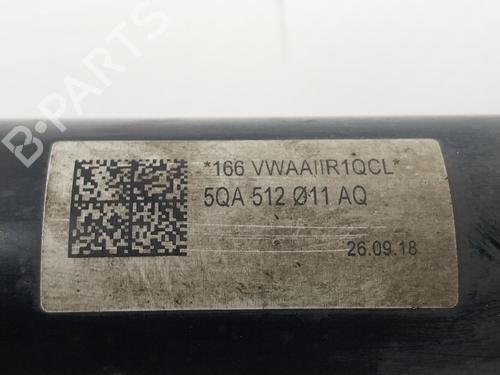 *166 VWAAIIR1QCL*
5QA 512 Ø11 AQ
26.09.18
B-PARTS